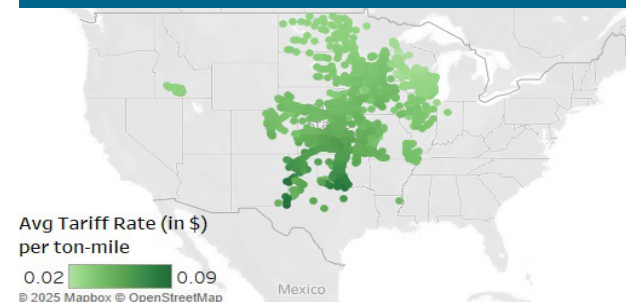 Avg Tariff Rate (in $)
per ton-mile
0.02 0.09
Mexico
© 2025 Mapbox © OpenStreetMap